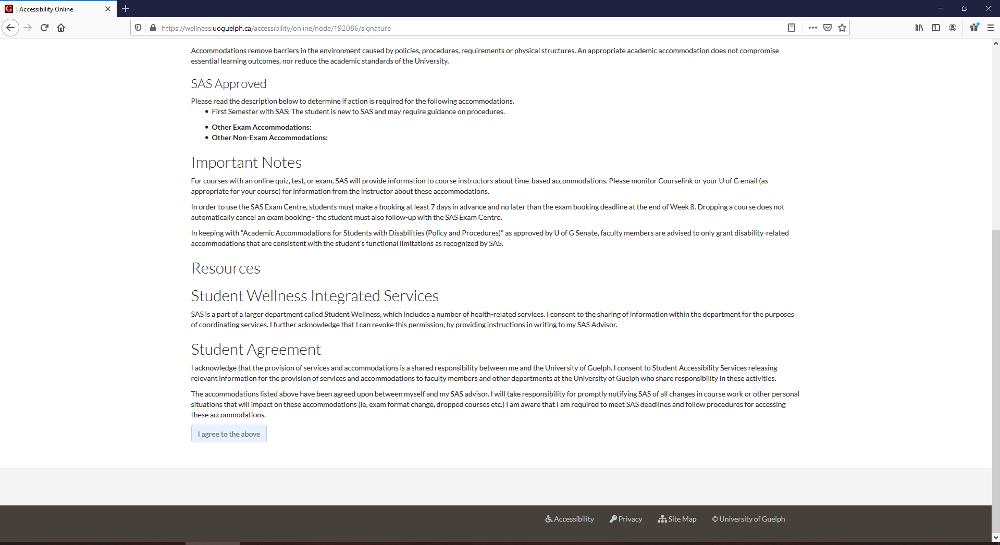 | Accessibility Online
https://wellness.uoguelph.ca/accessibility/online/node/192086/signature
Accommodations remove barriers in the environment caused by policies, procedures, requirements or physical structures. An appropriate academic accommodation does not compromise
essential learning outcomes, nor reduce the academic standards of the University.
SAS Approved
Please read the description below to determine if action is required for the following accommodations.
• First Semester with SAS: The student is new to SAS and may require guidance on procedures.
• Other Exam Accommodations:
• Other Non-Exam Accommodations:
Important Notes
For courses with an online quiz, test, or exam, SAS will provide information to course instructors about time-based accommodations. Please monitor Courselink or your U of G email (as
appropriate for your course) for information from the instructor about these accommodations.
In order to use the SAS Exam Centre, students must make a booking at least 7 days in advance and no later than the exam booking deadline at the end of Week 8. Dropping a course does not
automatically cancel an exam booking - the student must also follow-up with the SAS Exam Centre.
In keeping with "Academic Accommodations for Students with Disabilities (Policy and Procedures)" as approved by U of G Senate, faculty members are advised to only grant disability-related
accommodations that are consistent with the student's functional limitations as recognized by SAS.
Resources
Student Wellness Integrated Services
SAS is a part of a larger department called Student Wellness, which includes a number of health-related services. I consent to the sharing of information within the department for the purposes
of coordinating services. I further acknowledge that I can revoke this permission, by providing instructions in writing to my SAS Advisor.
Student Agreement
I acknowledge that the provision of services and accommodations is a shared responsibility between me and the University of Guelph. I consent to Student Accessibility Services releasing
relevant information for the provision of services and accommodations to faculty members and other departments at the University of Guelph who share responsibility in these activities.
The accommodations listed above have been agreed upon between myself and my SAS advisor. I will take responsibility for promptly notifying SAS of all changes in course work or other personal
situations that will impact on these accommodations (ie, exam format change, dropped courses etc.) I am aware that I am required to meet SAS deadlines and follow procedures for accessing
these accommodations.
I agree to the above
Accessibility Privacy Site Map © University of Guelph